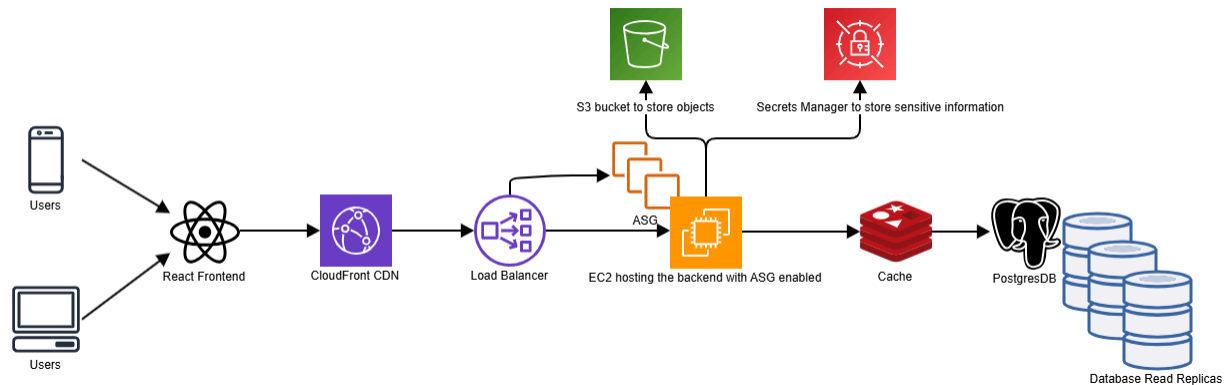 S3 bucket to store objects
Secrets Manager to store sensitive information
Users
ASG
React Frontend
CloudFront CDN
Load Balancer
EC2 hosting the backend with ASG enabled
Cache
PostgresDB
Users
Database Read Replicas